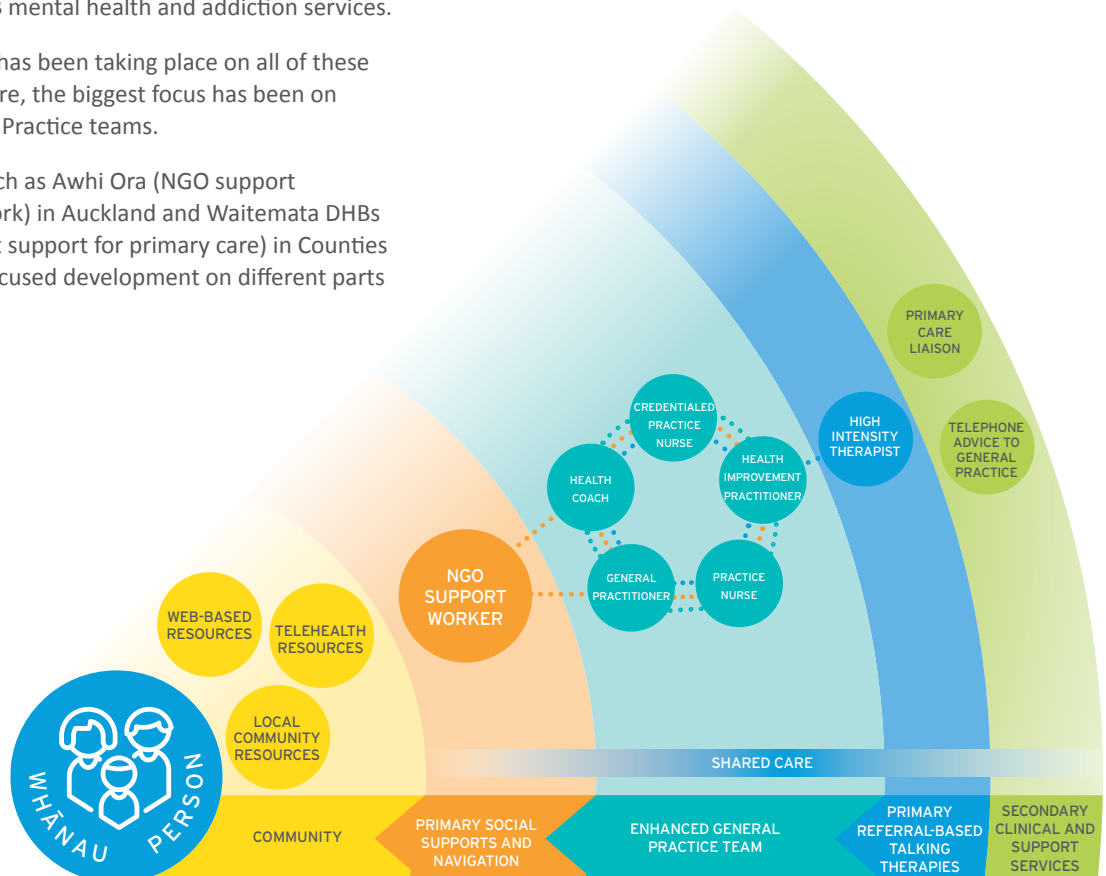 mental health and addiction services.
has been taking place on all of these
re, the biggest focus has been on
Practice teams.
ch as Awhi Ora (NGO support
rk) in Auckland and Waitemata DHBs
t support for primary care) in Counties
cused development on different parts
PRIMARY
CARE
LIAISON
TELEPHONE
ADVICE TO
GENERAL
PRACTICE
HIGH
INTENSITY
THERAPIST
CREDENTIALED
PRACTICE
NURSE
HEALTH
IMPROVEMENT
PRACTITIONER
HEALTH
COACH
GENERAL
PRACTITIONER
PRACTICE
NURSE
NGO
SUPPORT
WORKER
WEB-BASED
RESOURCES
TELEHEALTH
RESOURCES
LOCAL
COMMUNITY
RESOURCES
WHĀNAU PERSON
SHARED CARE
COMMUNITY
PRIMARY SOCIAL
SUPPORTS AND
NAVIGATION
ENHANCED GENERAL
PRACTICE TEAM
PRIMARY
REFERRAL-BASED
TALKING
THERAPIES
SECONDARY
CLINICAL AND
SUPPORT
SERVICES